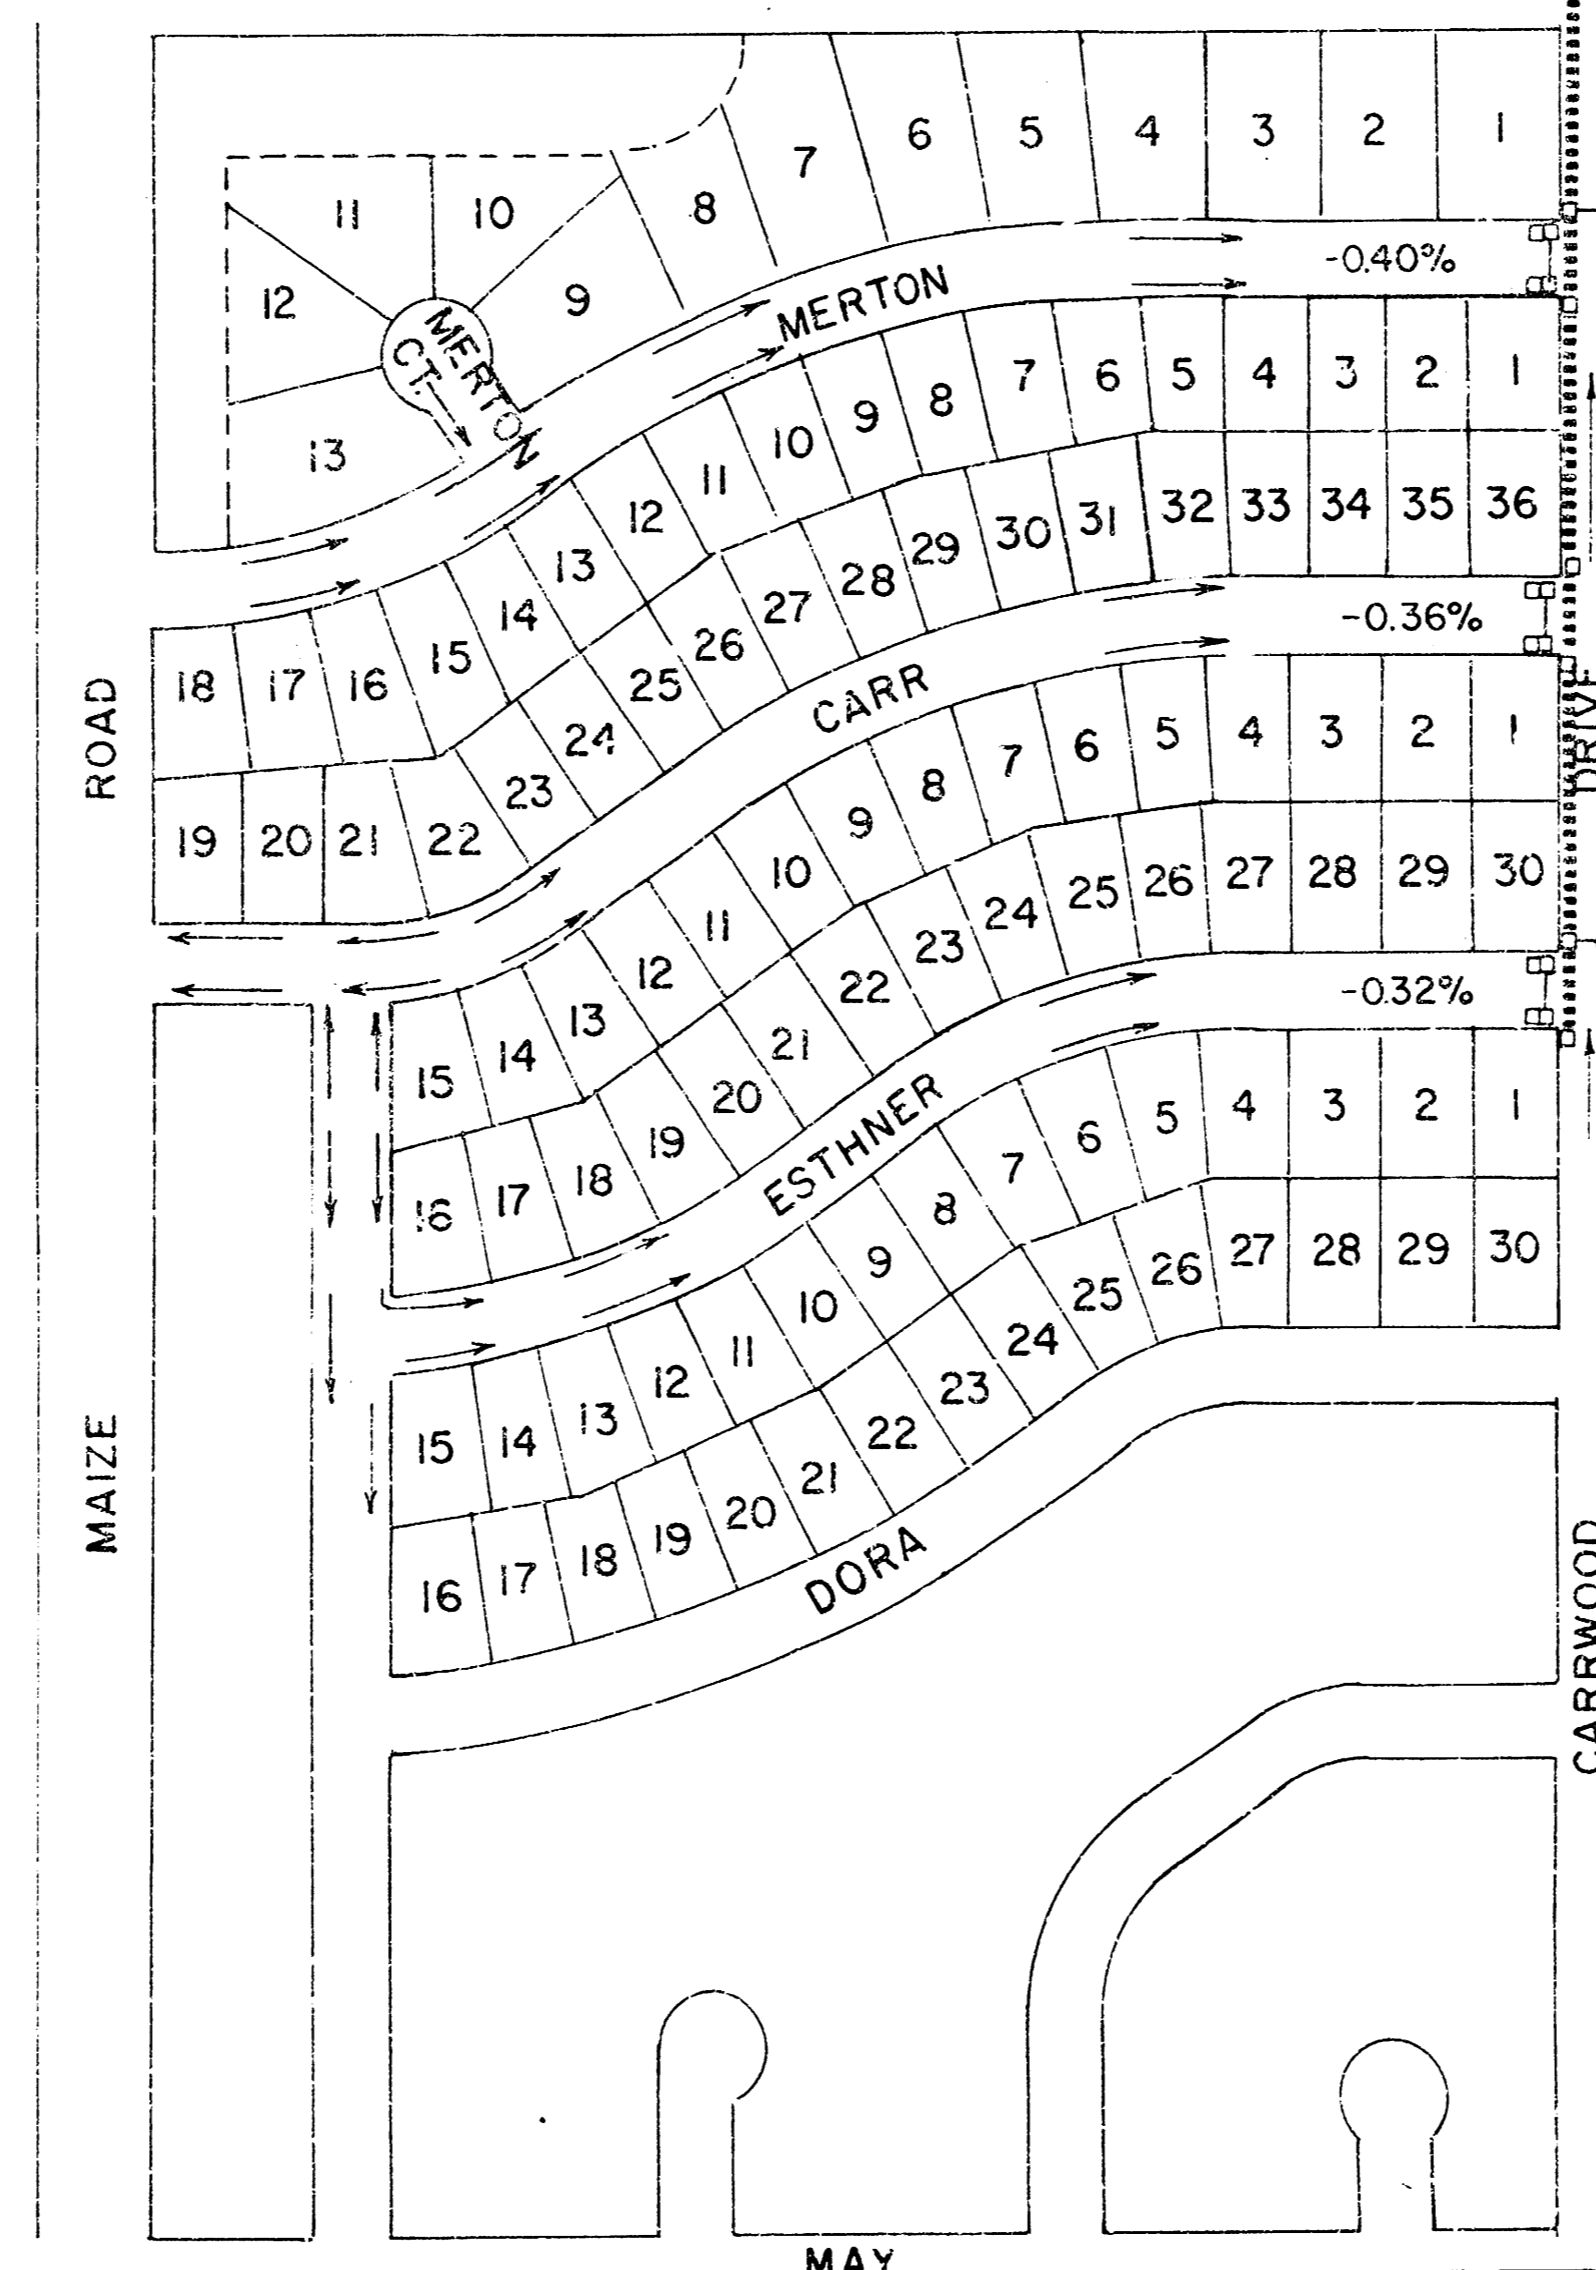 7 6 5 4 3 2 1
11 10 8
12 9
13
MERTON
CT.
MERTON
-0.40%
18 17 16 15 14 13 12 11 10 9 8 7 6 5 4 3 2 1
19 20 21 22 23 24 25 26 27 28 29 30 31 32 33 34 35 36
CARR
-0.36%
15 14 13 12 11 10 9 8 7 6 5 4 3 2 1
16 17 18 19 20 21 22 23 24 25 26 27 28 29 30
ESTHNER
-0.32%
15 14 13 12 11 10 9 8 7 6 5 4 3 2 1
16 17 18 19 20 21 22 23 24 25 26 27 28 29 30
DORA
MAIZE ROAD
CARRWOOD DRIVE
MAY